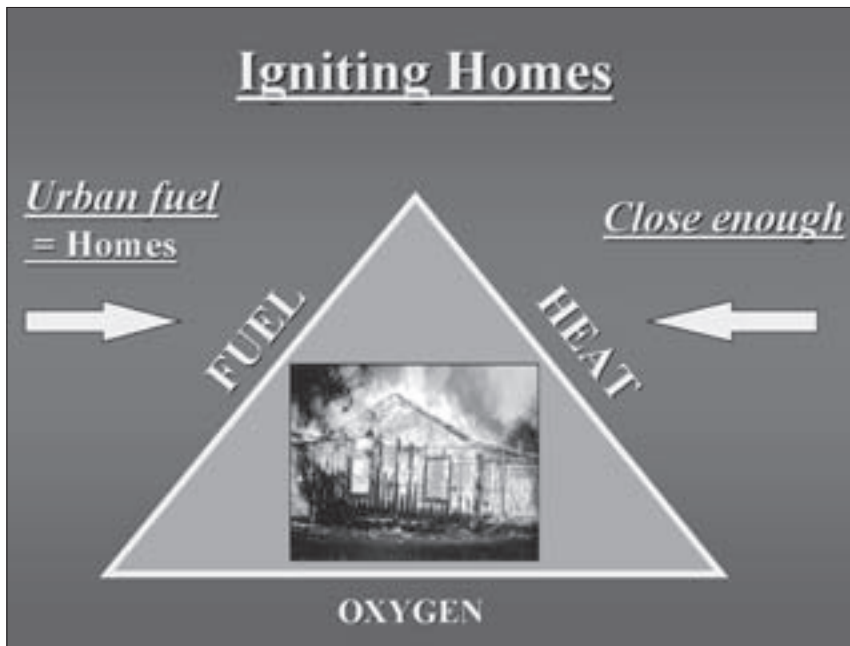 Igniting Homes
Urban fuel
= Homes
Close enough
FUEL
HEAT
OXYGEN